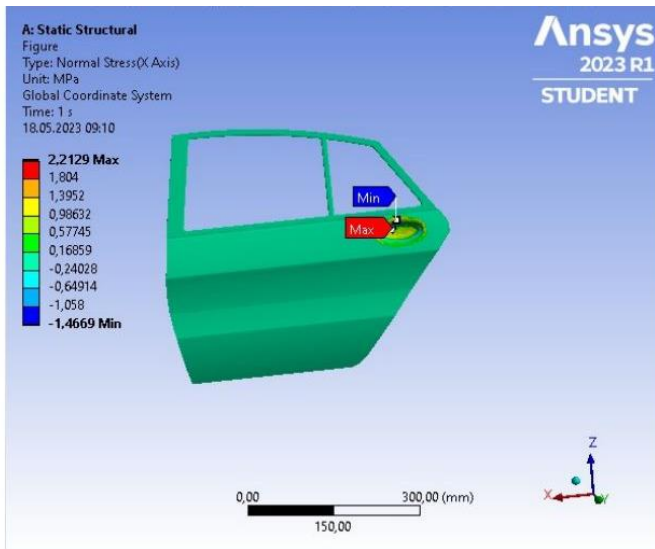 A: Static Structural
Figure
Type: Normal Stress(X Axis)
Unit: MPa
Global Coordinate System
Time: 1 s
18.05.2023 09:10
2,2129 Max
1,804
1,3952
0,98632
0,57745
0,16859
-0,24028
-0,64914
-1,058
-1,4669 Min
Ansys
2023 R1
STUDENT
Min
Max
0,00 300,00 (mm)
150,00
Z
X Y